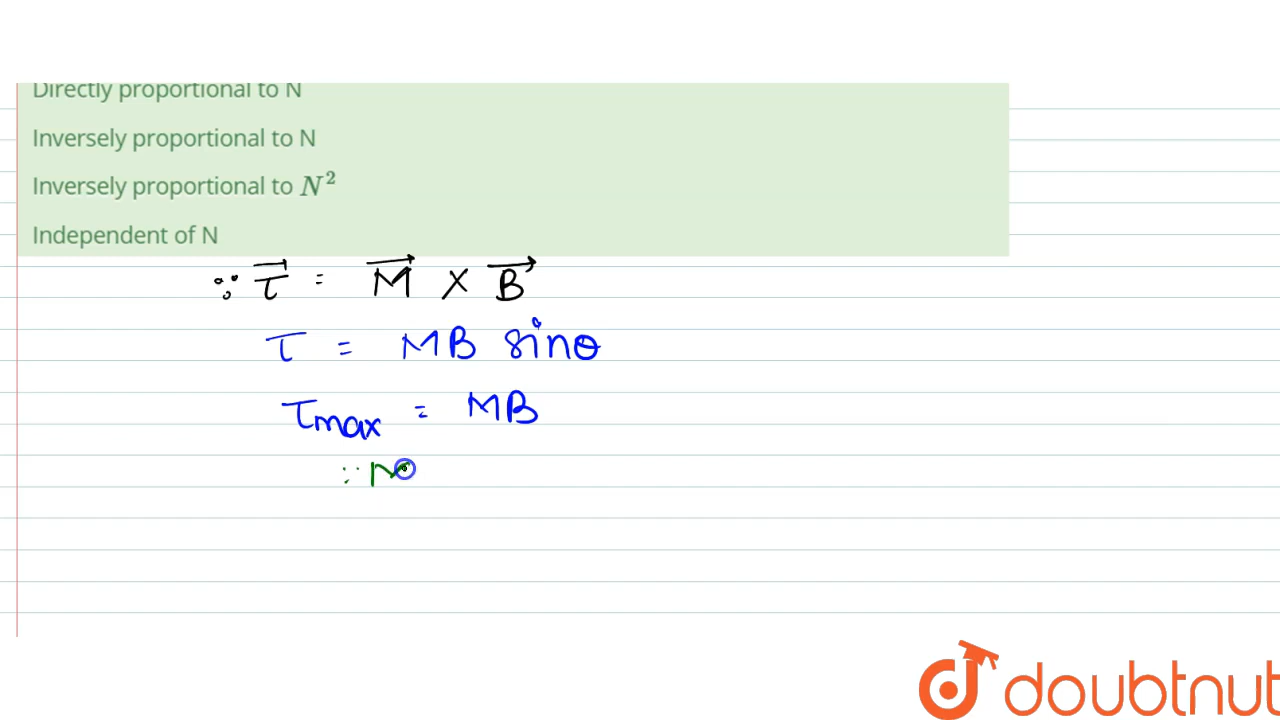 Directly proportional to N
Inversely proportional to N
Inversely proportional to N²
Independent of N
∵ τ⃗ = M⃗ × B⃗
τ = MB sinθ
τmax = MB
∵ M
doubtnut